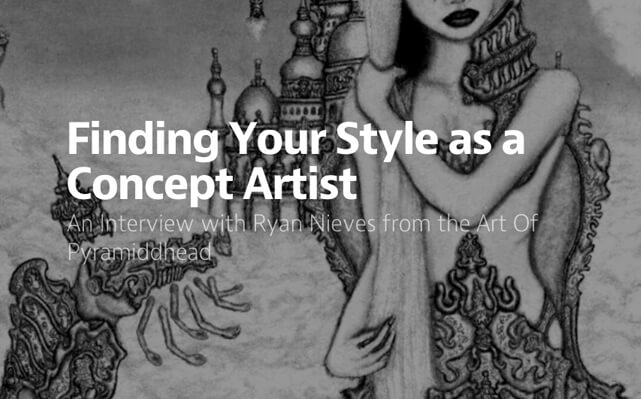 Finding Your Style as a
Concept Artist
An Interview with Ryan Nieves from the Art Of
Pyramiddhead